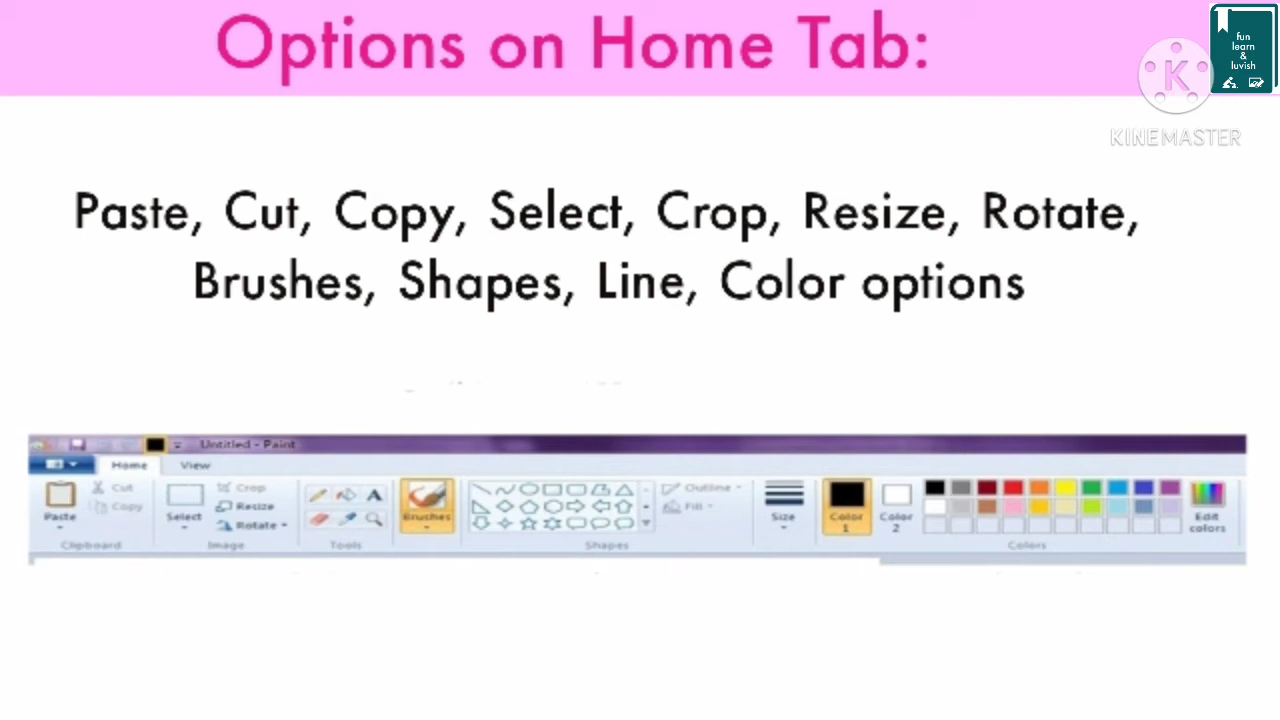 Options on Home Tab:
fun
learn
&
luvish
K
KINEMASTER
Paste, Cut, Copy, Select, Crop, Resize, Rotate,
Brushes, Shapes, Line, Color options
Untitled - Paint
Home View
Paste Cut Copy
Clipboard
Select Crop Resize Rotate
Image
A
Tools
Brushes
Outline Fill
Shapes
Size
Color 1
Color 2
Edit colors
Colors